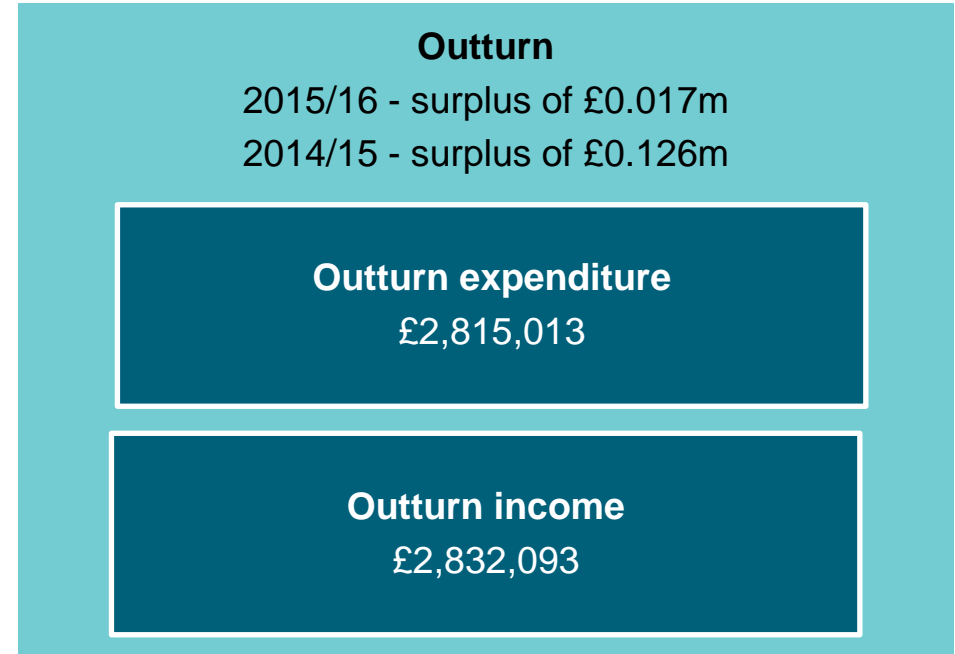 Outturn
2015/16 - surplus of £0.017m
2014/15 - surplus of £0.126m
Outturn expenditure
£2,815,013
Outturn income
£2,832,093